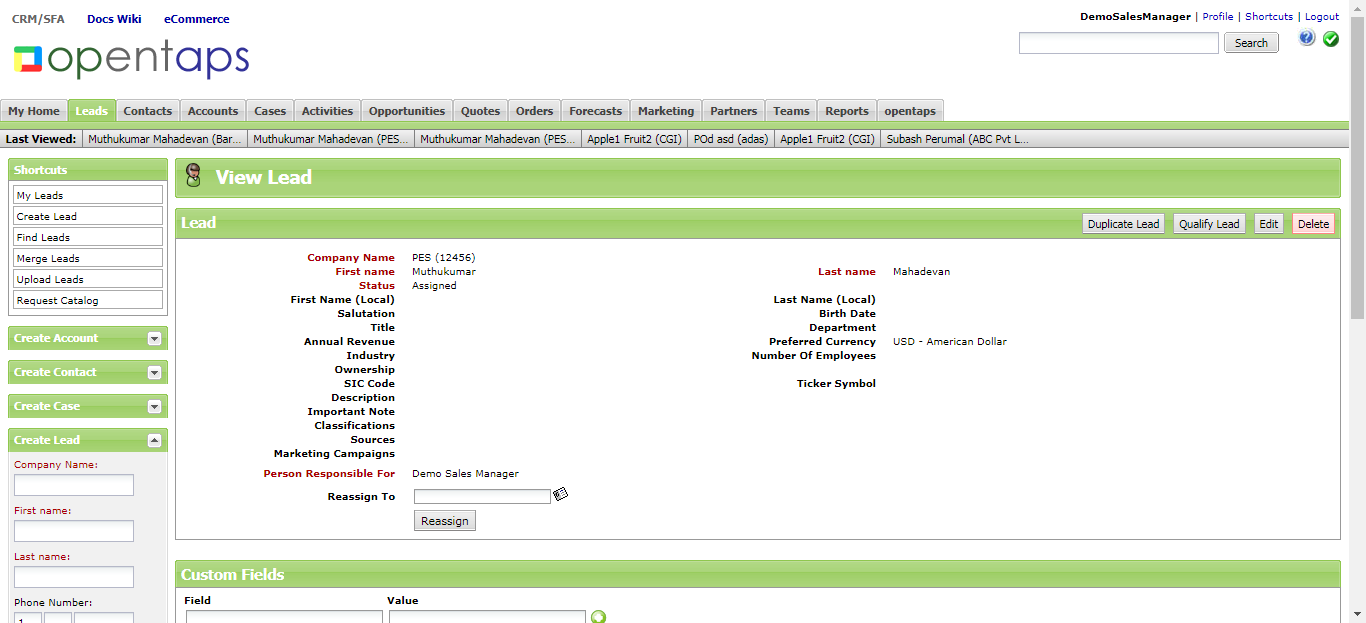 CRM/SFA Docs Wiki eCommerce
DemoSalesManager | Profile | Shortcuts | Logout
opentaps
Search
My Home Leads Contacts Accounts Cases Activities Opportunities Quotes Orders Forecasts Marketing Partners Teams Reports opentaps
Last Viewed: Muthukumar Mahadevan (Bar... Muthukumar Mahadevan (PES... Muthukumar Mahadevan (PES... Apple1 Fruit2 (CGI) POd asd (adas) Apple1 Fruit2 (CGI) Subash Perumal (ABC Pvt L...
Shortcuts
My Leads
Create Lead
Find Leads
Merge Leads
Upload Leads
Request Catalog
Create Account
Create Contact
Create Case
Create Lead
Company Name:
First name:
Last name:
Phone Number:
1
View Lead
Lead
Duplicate Lead Qualify Lead Edit Delete
Company Name PES (12456)
First name Muthukumar Last name Mahadevan
Status Assigned
First Name (Local) Last Name (Local)
Salutation Birth Date
Title Department
Annual Revenue Preferred Currency USD - American Dollar
Industry Number Of Employees
Ownership
SIC Code Ticker Symbol
Description
Important Note
Classifications
Sources
Marketing Campaigns
Person Responsible For Demo Sales Manager
Reassign To
Reassign
Custom Fields
Field Value